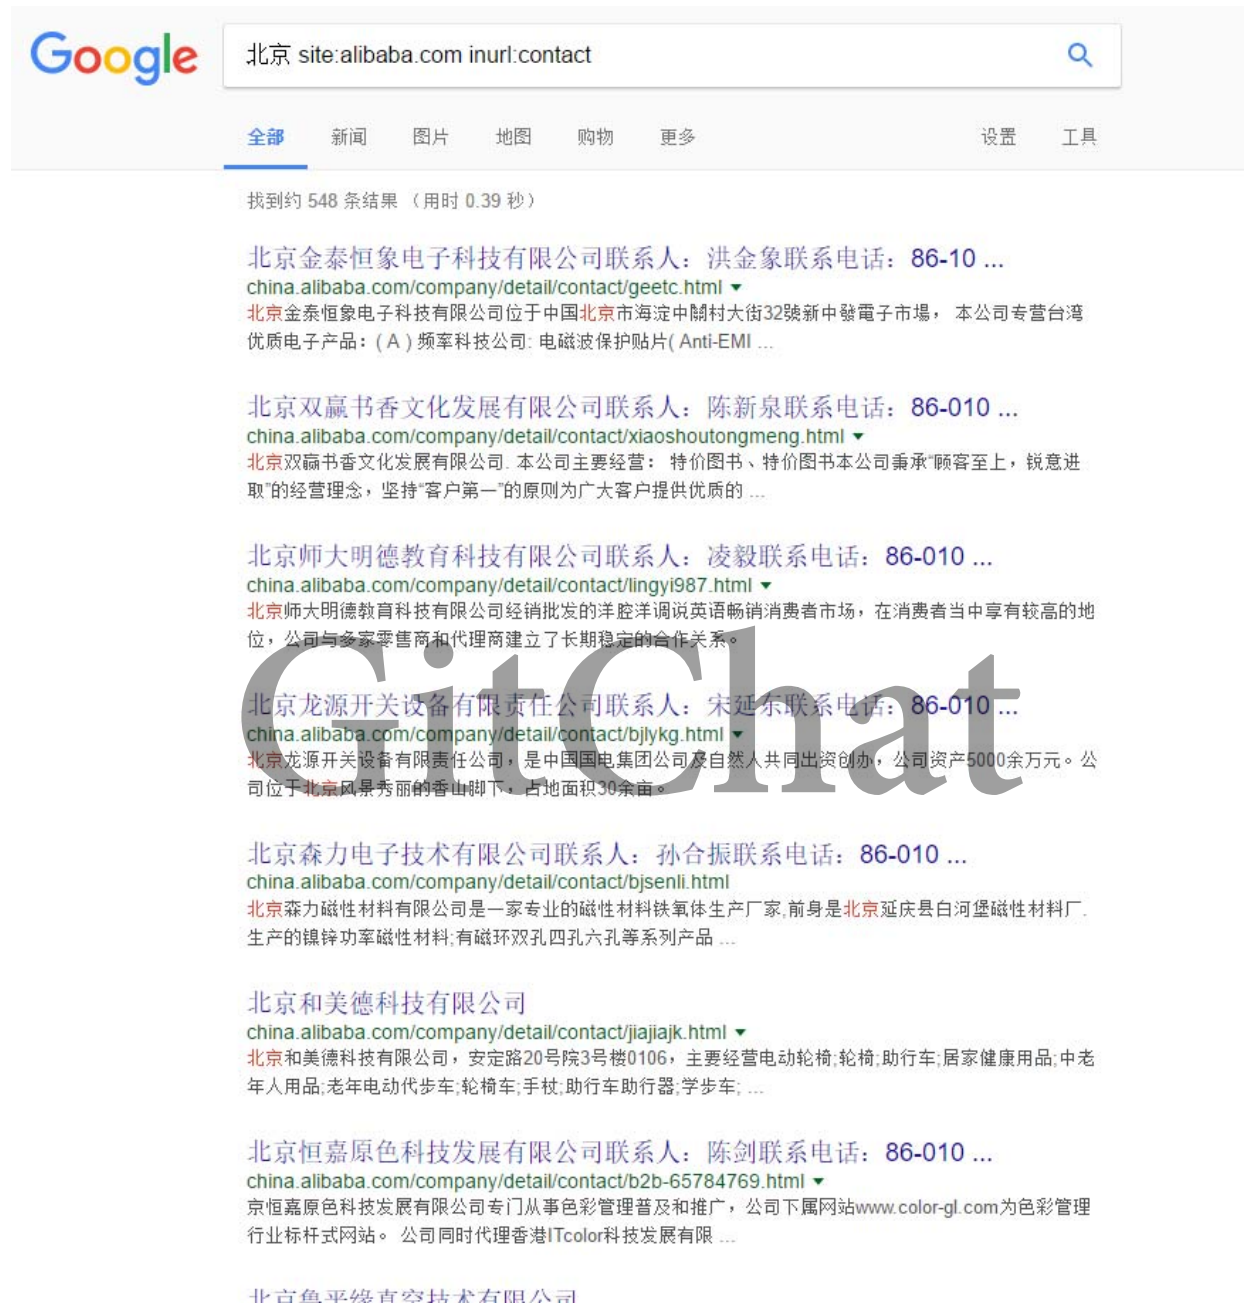 Google
北京 site:alibaba.com inurl:contact
全部 新闻 图片 地图 购物 更多 设置 工具
找到约 548 条结果 （用时 0.39 秒）
北京金泰恒象电子科技有限公司联系人：洪金象联系电话：86-10 ...
china.alibaba.com/company/detail/contact/geetc.html
北京金泰恒象电子科技有限公司位于中国北京市海淀中關村大街32號新中發電子市場， 本公司专营台湾
优质电子产品：( A ) 频率科技公司: 电磁波保护贴片( Anti-EMI ...
北京双赢书香文化发展有限公司联系人：陈新泉联系电话：86-010 ...
china.alibaba.com/company/detail/contact/xiaoshoutongmeng.html
北京双赢书香文化发展有限公司. 本公司主要经营： 特价图书、特价图书本公司秉承“顾客至上，锐意进
取”的经营理念，坚持“客户第一”的原则为广大客户提供优质的 ...
北京师大明德教育科技有限公司联系人：凌毅联系电话：86-010 ...
china.alibaba.com/company/detail/contact/lingyi987.html
北京师大明德教育科技有限公司经销批发的洋腔洋调说英语畅销消费者市场，在消费者当中享有较高的地
位，公司与多家零售商和代理商建立了长期稳定的合作关系。
GitChat
北京龙源开关设备有限责任公司联系人：宋延东联系电话：86-010 ...
china.alibaba.com/company/detail/contact/bjlykg.html
北京龙源开关设备有限责任公司，是中国国电集团公司及自然人共同出资创办，公司资产5000余万元。公
司位于北京风景秀丽的香山脚下，占地面积30余亩。
北京森力电子技术有限公司联系人：孙合振联系电话：86-010 ...
china.alibaba.com/company/detail/contact/bjsenli.html
北京森力磁性材料有限公司是一家专业的磁性材料铁氧体生产厂家,前身是北京延庆县白河堡磁性材料厂.
生产的镍锌功率磁性材料;有磁环双孔四孔六孔等系列产品 ...
北京和美德科技有限公司
china.alibaba.com/company/detail/contact/jiajiajk.html
北京和美德科技有限公司，安定路20号院3号楼0106，主要经营电动轮椅;轮椅;助行车;居家健康用品;中老
年人用品;老年电动代步车;轮椅车;手杖;助行车助行器;学步车; ...
北京恒嘉原色科技发展有限公司联系人：陈剑联系电话：86-010 ...
china.alibaba.com/company/detail/contact/b2b-65784769.html
京恒嘉原色科技发展有限公司专门从事色彩管理普及和推广，公司下属网站www.color-gl.com为色彩管理
行业标杆式网站。 公司同时代理香港ITcolor科技发展有限 ...
北京鲁平缘真空技术有限公司